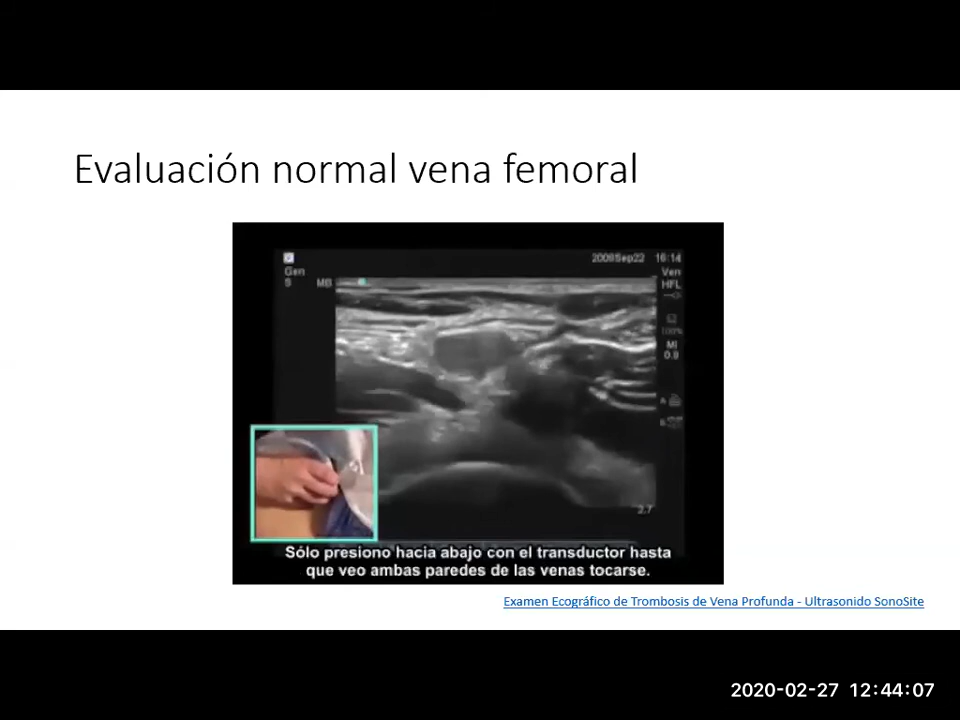 Evaluación normal vena femoral
2009Sep22 16:14
Gen
S MB
Ven
HFL
100%
MI
0.9
A
B
2.7
Sólo presiono hacia abajo con el transductor hasta
que veo ambas paredes de las venas tocarse.
Examen Ecográfico de Trombosis de Vena Profunda - Ultrasonido SonoSite
2020-02-27 12:44:07